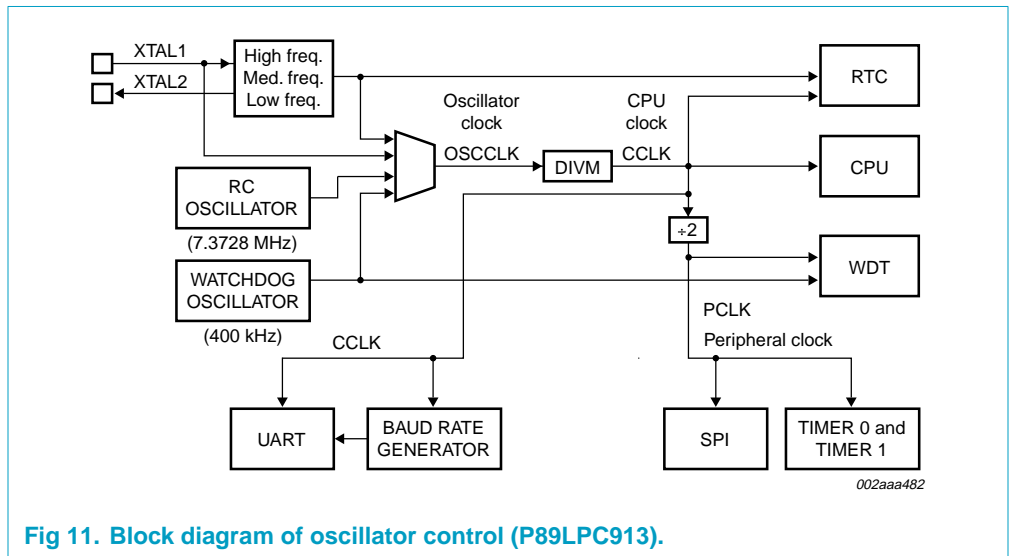 XTAL1
XTAL2
High freq.
Med. freq.
Low freq.
RTC
Oscillator
clock
CPU
clock
OSCCLK
DIVM
CCLK
CPU
RC
OSCILLATOR
(7.3728 MHz)
÷2
WDT
WATCHDOG
OSCILLATOR
(400 kHz)
PCLK
Peripheral clock
CCLK
UART
BAUD RATE
GENERATOR
SPI
TIMER 0 and
TIMER 1
002aaa482
Fig 11. Block diagram of oscillator control (P89LPC913).